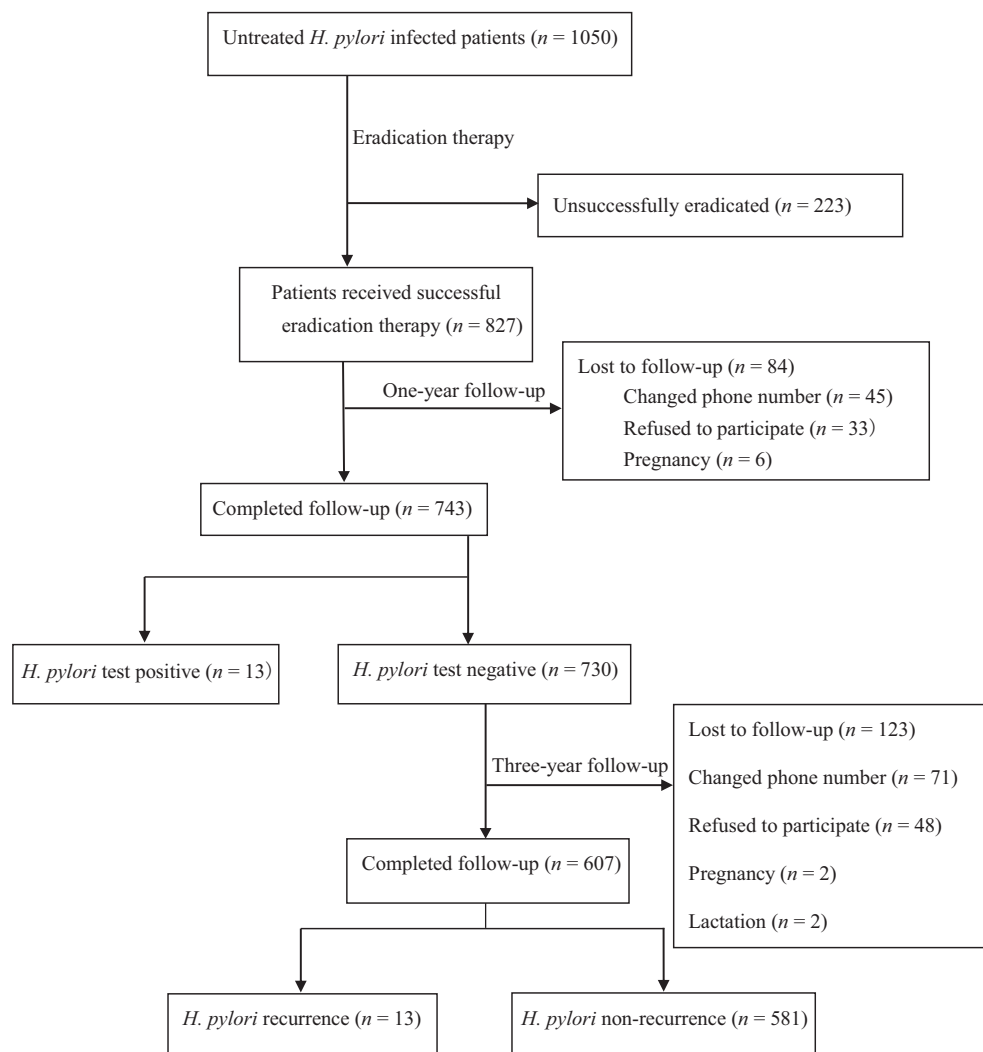 Untreated H. pylori infected patients (n = 1050)
Eradication therapy
Unsuccessfully eradicated (n = 223)
Patients received successful
eradication therapy (n = 827)
One-year follow-up
Lost to follow-up (n = 84)
Changed phone number (n = 45)
Refused to participate (n = 33)
Pregnancy (n = 6)
Completed follow-up (n = 743)
H. pylori test positive (n = 13)
H. pylori test negative (n = 730)
Three-year follow-up
Lost to follow-up (n = 123)
Changed phone number (n = 71)
Refused to participate (n = 48)
Pregnancy (n = 2)
Lactation (n = 2)
Completed follow-up (n = 607)
H. pylori recurrence (n = 13)
H. pylori non-recurrence (n = 581)